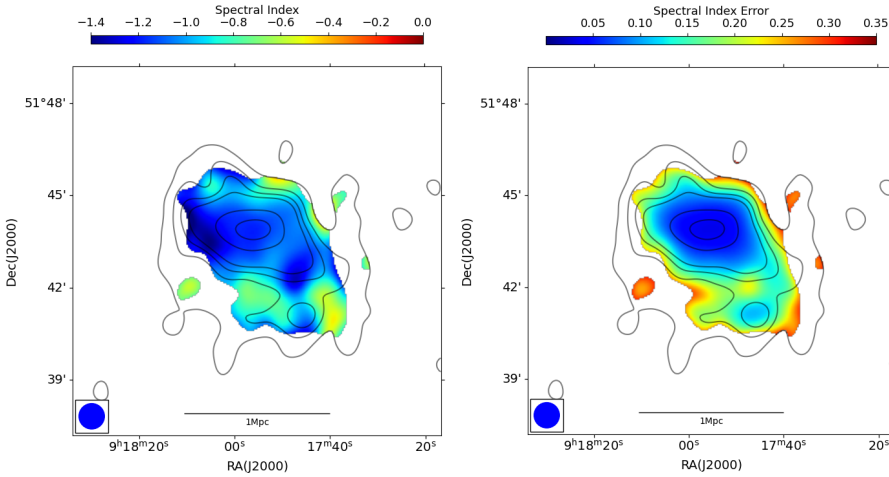 Spectral Index
−1.4 −1.2 −1.0 −0.8 −0.6 −0.4 −0.2 0.0
51°48'
45'
42'
39'
Dec(J2000)
1Mpc
9ʰ18ᵐ20ˢ 00ˢ 17ᵐ40ˢ 20ˢ
RA(J2000)
Spectral Index Error
0.05 0.10 0.15 0.20 0.25 0.30 0.35
51°48'
45'
42'
39'
Dec(J2000)
1Mpc
9ʰ18ᵐ20ˢ 00ˢ 17ᵐ40ˢ 20ˢ
RA(J2000)